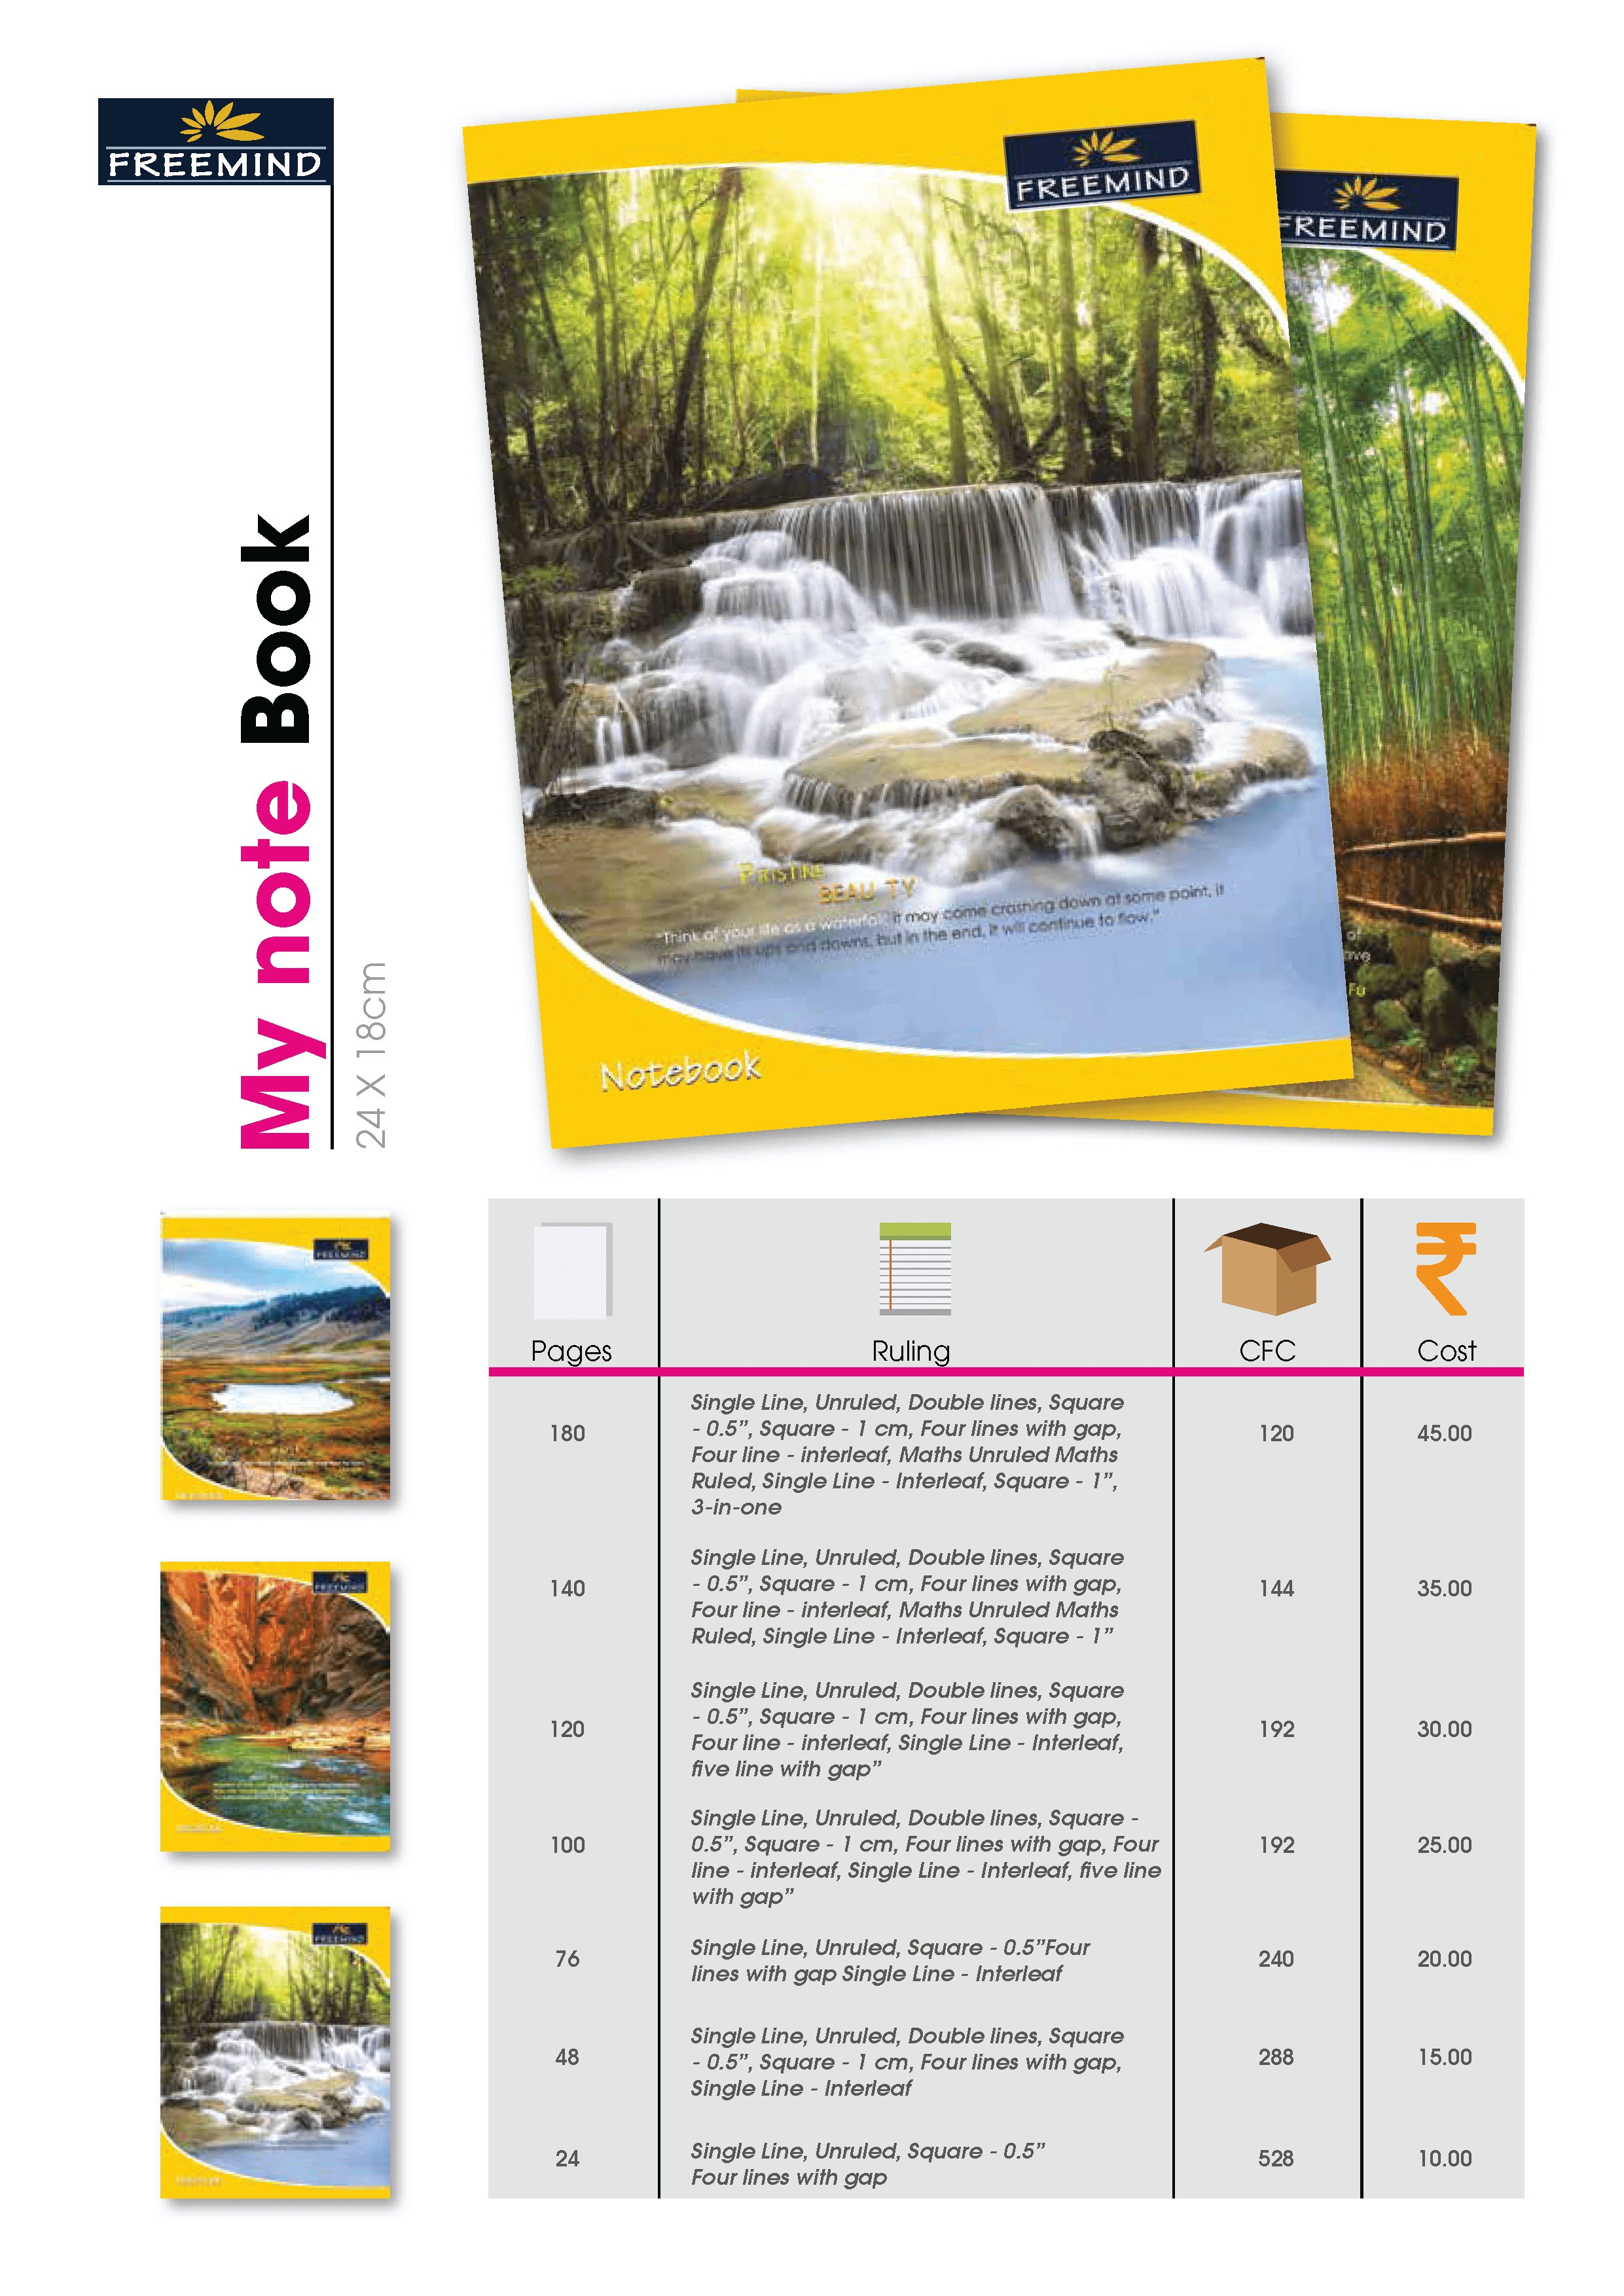 FREEMIND
My note Book
24 X 18cm
FREEMIND
FREEMIND
PRISTINE
BEAUTY
"Think of your life as a waterfall. It may come crashing down at some point, it
may have its ups and downs, but in the end, it will continue to flow."
of
Fu
Notebook
FREEMIND
FREEMIND
FREEMIND
Pages Ruling CFC Cost
180 120 45.00
Single Line, Unruled, Double lines, Square
- 0.5”, Square - 1 cm, Four lines with gap,
Four line - interleaf, Maths Unruled Maths
Ruled, Single Line - Interleaf, Square - 1”,
3-in-one
140 144 35.00
Single Line, Unruled, Double lines, Square
- 0.5”, Square - 1 cm, Four lines with gap,
Four line - interleaf, Maths Unruled Maths
Ruled, Single Line - Interleaf, Square - 1”
120 192 30.00
Single Line, Unruled, Double lines, Square
- 0.5”, Square - 1 cm, Four lines with gap,
Four line - interleaf, Single Line - Interleaf,
five line with gap”
100 192 25.00
Single Line, Unruled, Double lines, Square -
0.5”, Square - 1 cm, Four lines with gap, Four
line - interleaf, Single Line - Interleaf, five line
with gap”
76 240 20.00
Single Line, Unruled, Square - 0.5”Four
lines with gap Single Line - Interleaf
48 288 15.00
Single Line, Unruled, Double lines, Square
- 0.5”, Square - 1 cm, Four lines with gap,
Single Line - Interleaf
24 528 10.00
Single Line, Unruled, Square - 0.5”
Four lines with gap